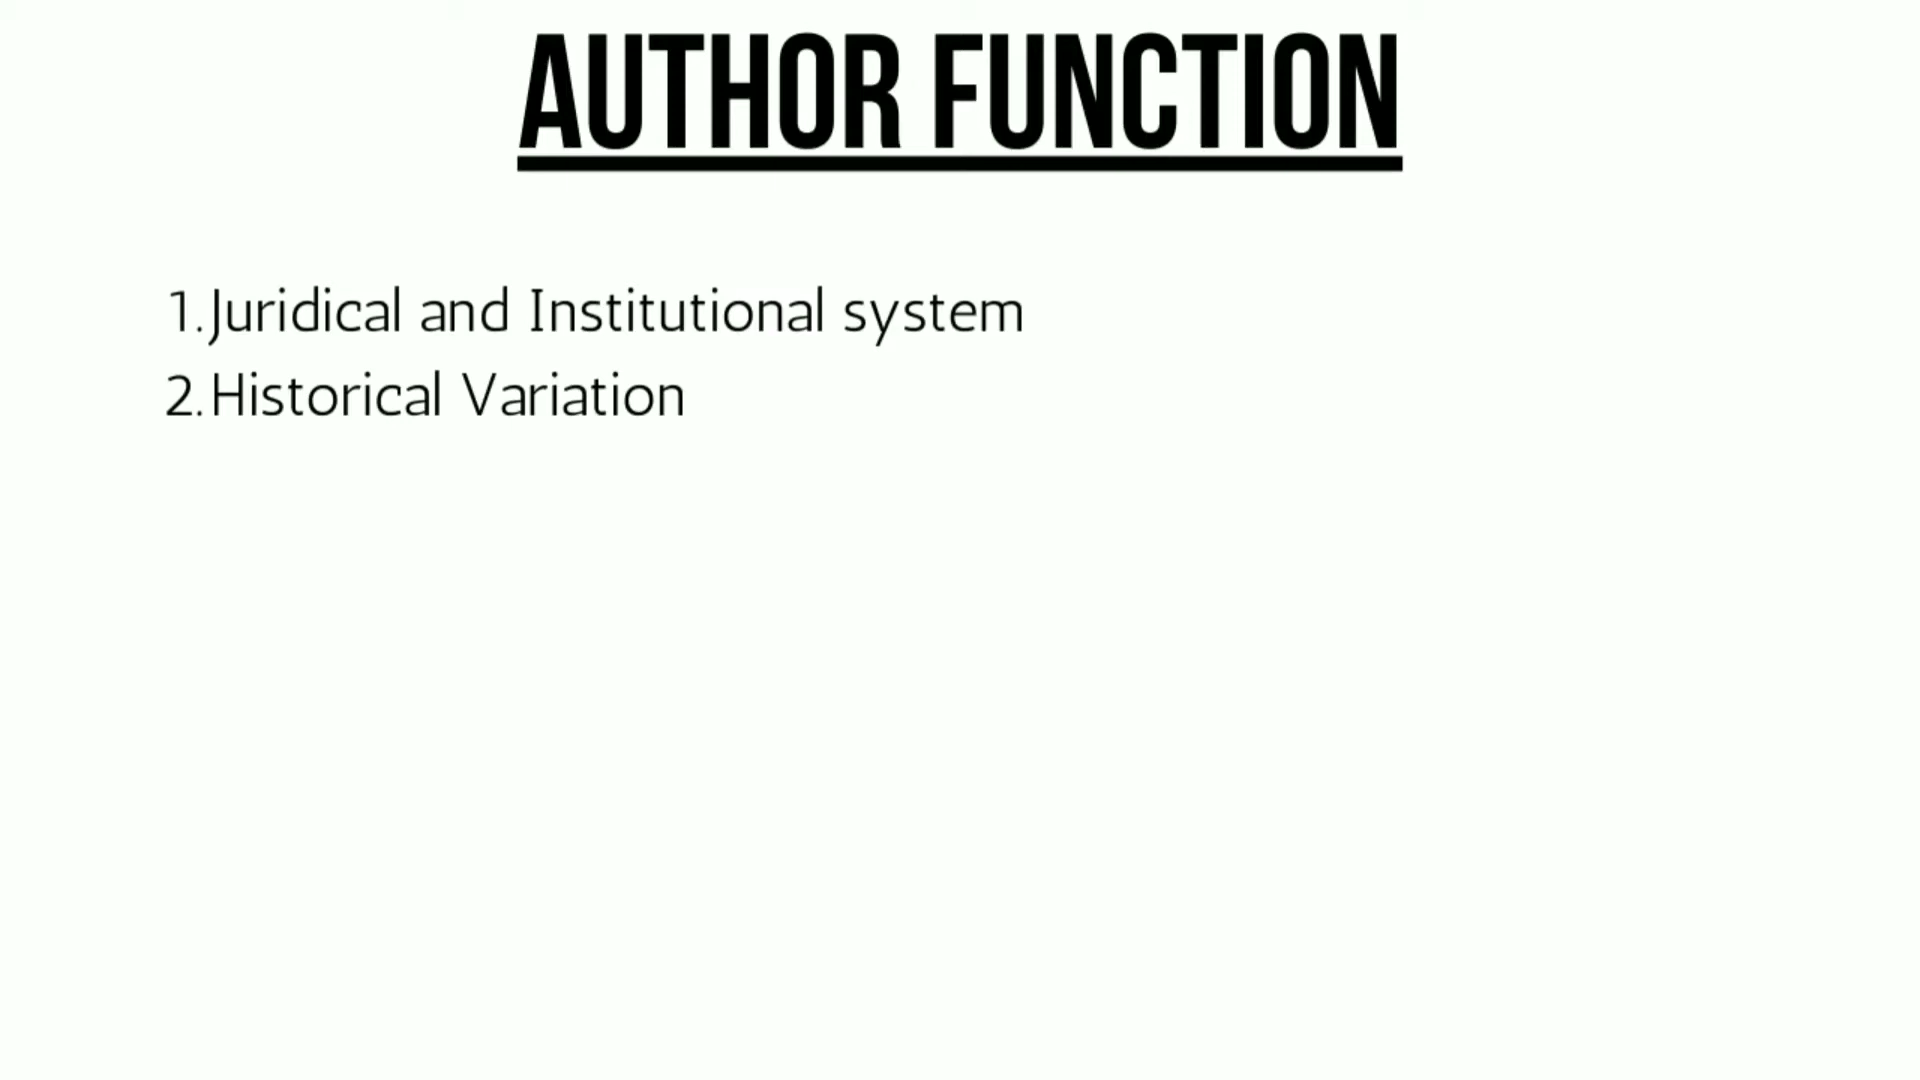 AUTHOR FUNCTION
1. Juridical and Institutional system
2. Historical Variation